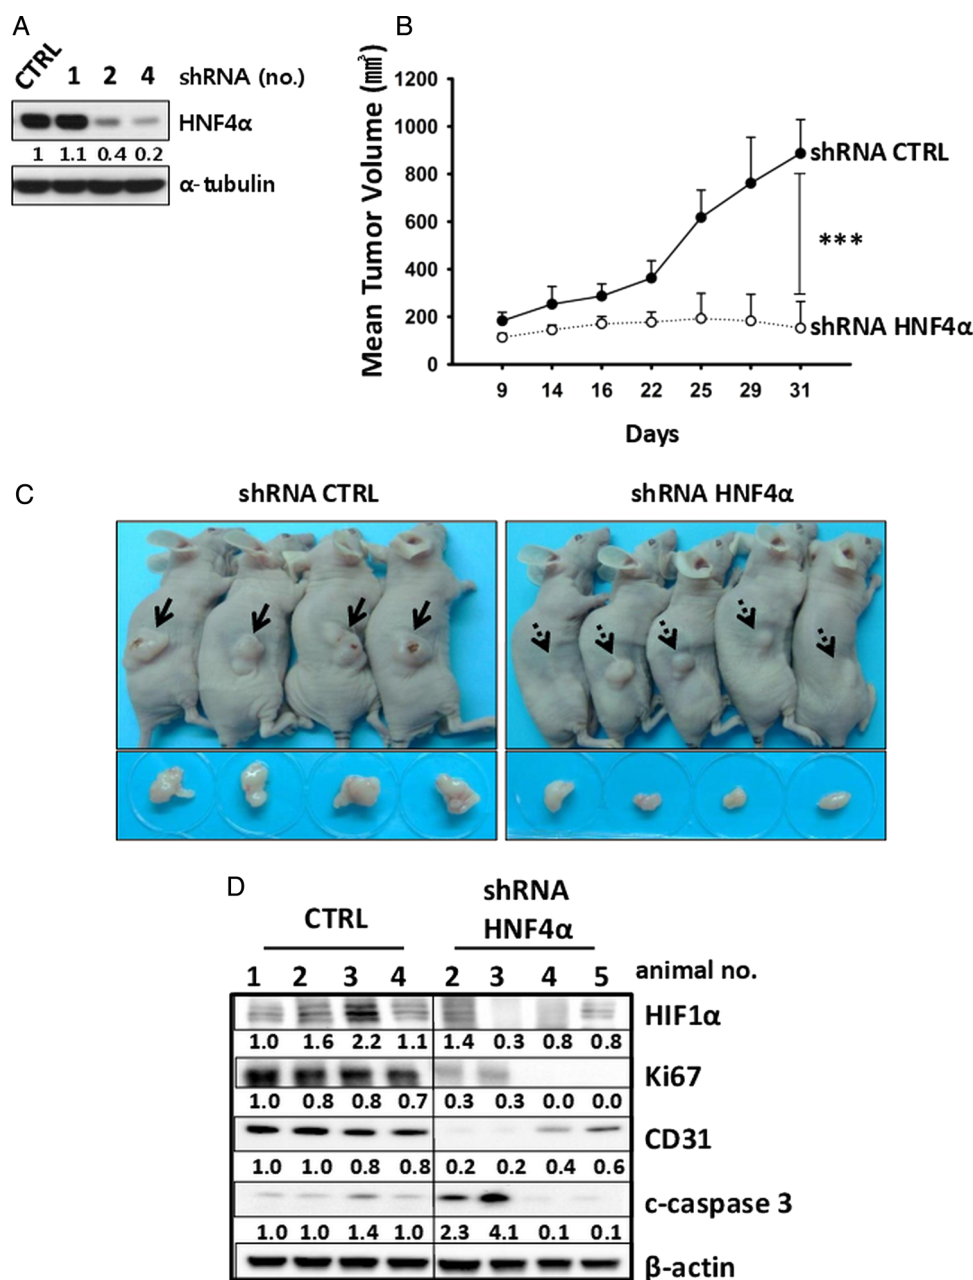 A
CTRL 1 2 4 shRNA (no.)
HNF4α
1 1.1 0.4 0.2
α-tubulin
B
Mean Tumor Volume (㎣)
1200
1000
800
600
400
200
0
shRNA CTRL
***
shRNA HNF4α
9 14 16 22 25 29 31
Days
C
shRNA CTRL shRNA HNF4α
D
CTRL
shRNA
HNF4α
1 2 3 4 2 3 4 5 animal no.
HIF1α
1.0 1.6 2.2 1.1 1.4 0.3 0.8 0.8
Ki67
1.0 0.8 0.8 0.7 0.3 0.3 0.0 0.0
CD31
1.0 1.0 0.8 0.8 0.2 0.2 0.4 0.6
c-caspase 3
1.0 1.0 1.4 1.0 2.3 4.1 0.1 0.1
β-actin